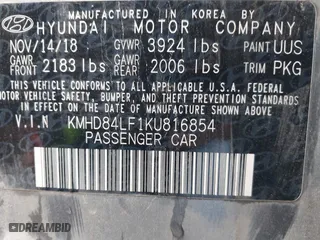 MANUFACTURED IN KOREA BY
HYUNDAI MOTOR COMPANY
NOV/14/18 GVWR 3924 lbs PAINT UUS
GAWR FRT 2183 lbs GAWR RR 2006 lbs TRIM PKG
THIS VEHICLE CONFORMS TO ALL APPLICABLE
FEDERAL MOTOR VEHICLE SAFETY, BUMPER, AND THEFT PREVENTION
STANDARDS IN EFFECT ON THE DATE OF MANUFACTURE SHOWN ABOVE.
V.I.N KMHD84LF1KU816854
PASSENGER CAR
DREAMBID